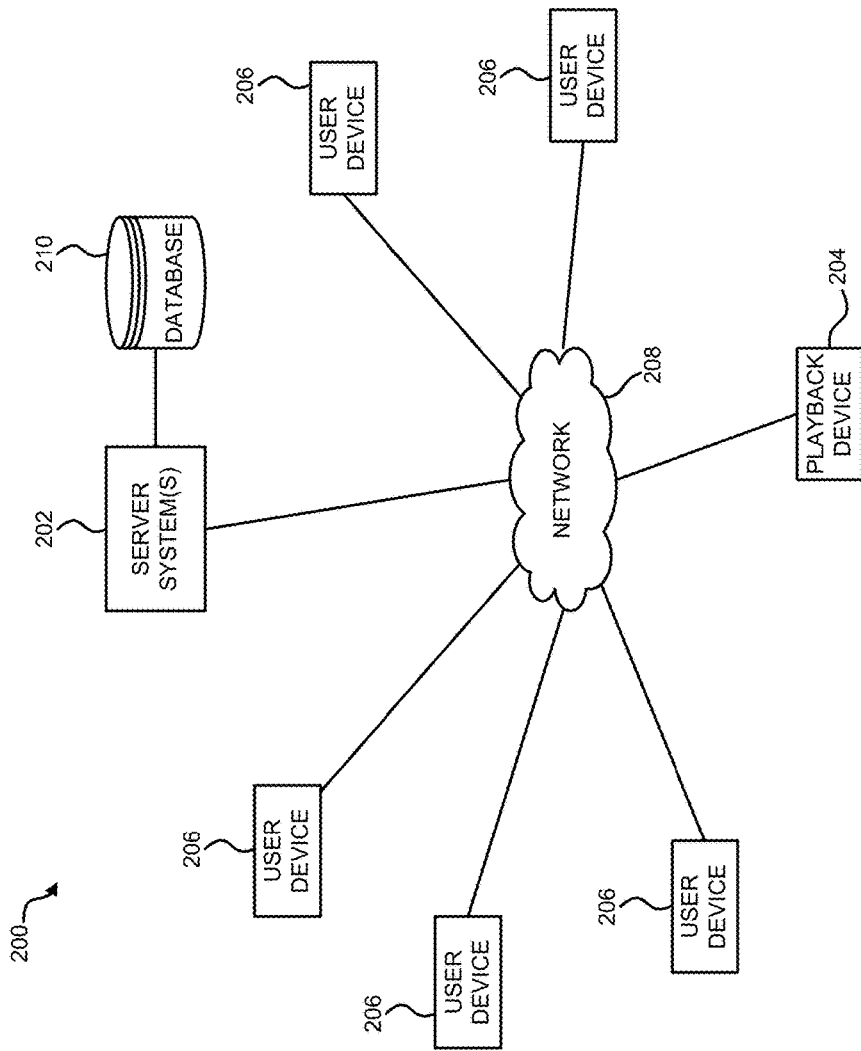 200
202
SERVER
SYSTEM(S)
210
DATABASE
206
USER
DEVICE
206
USER
DEVICE
206
USER
DEVICE
206
USER
DEVICE
206
USER
DEVICE
NETWORK
208
204
PLAYBACK
DEVICE